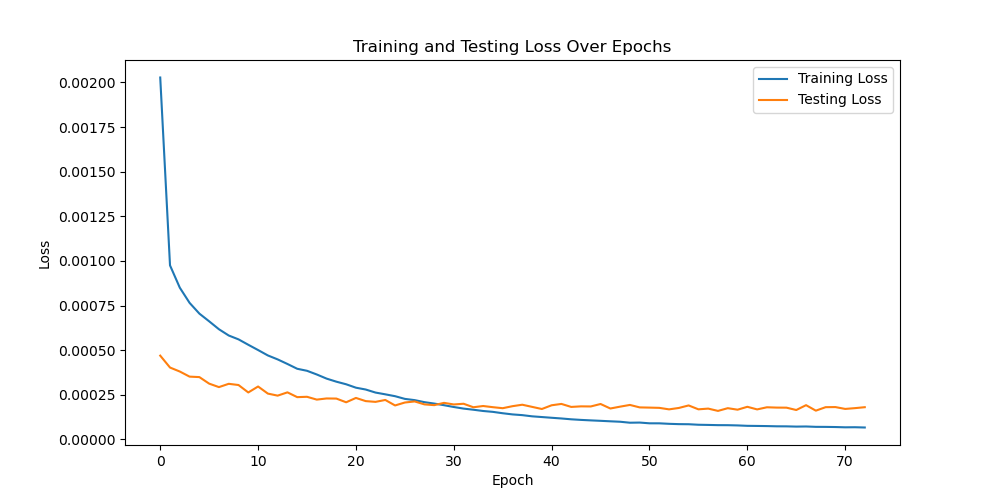 Training and Testing Loss Over Epochs
Training Loss
Testing Loss
0.00200
0.00175
0.00150
0.00125
0.00100
0.00075
0.00050
0.00025
0.00000
Loss
0 10 20 30 40 50 60 70
Epoch